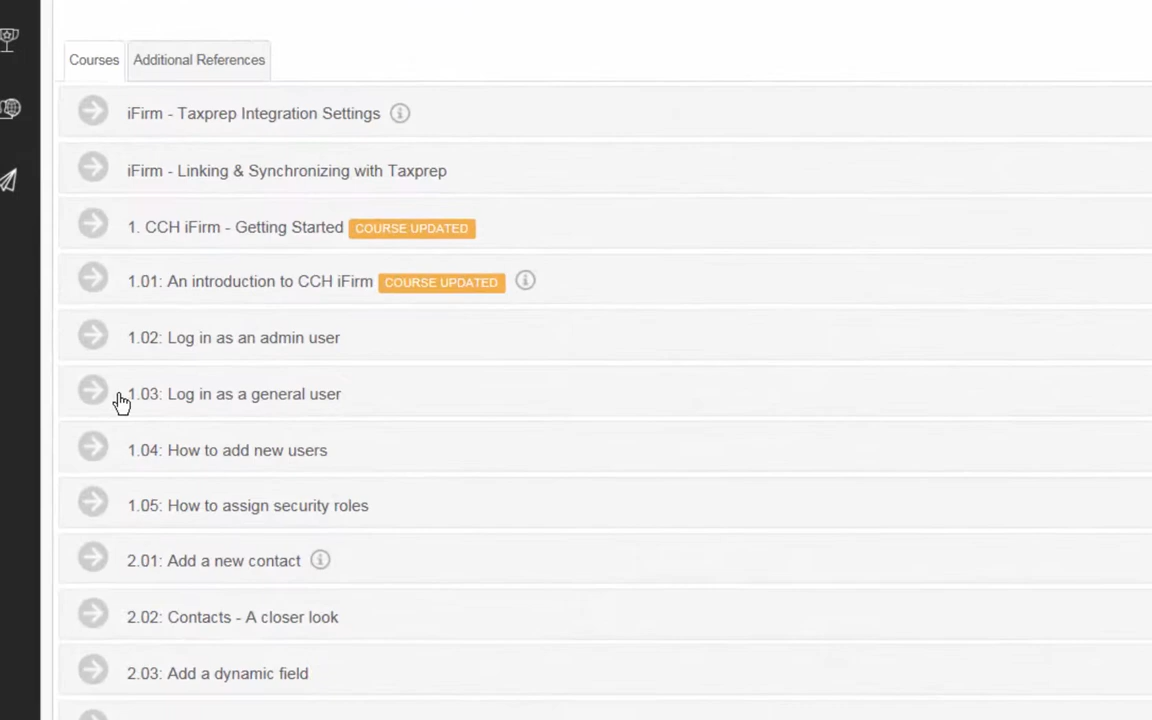 Courses
Additional References
iFirm - Taxprep Integration Settings
iFirm - Linking & Synchronizing with Taxprep
1. CCH iFirm - Getting Started COURSE UPDATED
1.01: An introduction to CCH iFirm COURSE UPDATED
1.02: Log in as an admin user
1.03: Log in as a general user
1.04: How to add new users
1.05: How to assign security roles
2.01: Add a new contact
2.02: Contacts - A closer look
2.03: Add a dynamic field